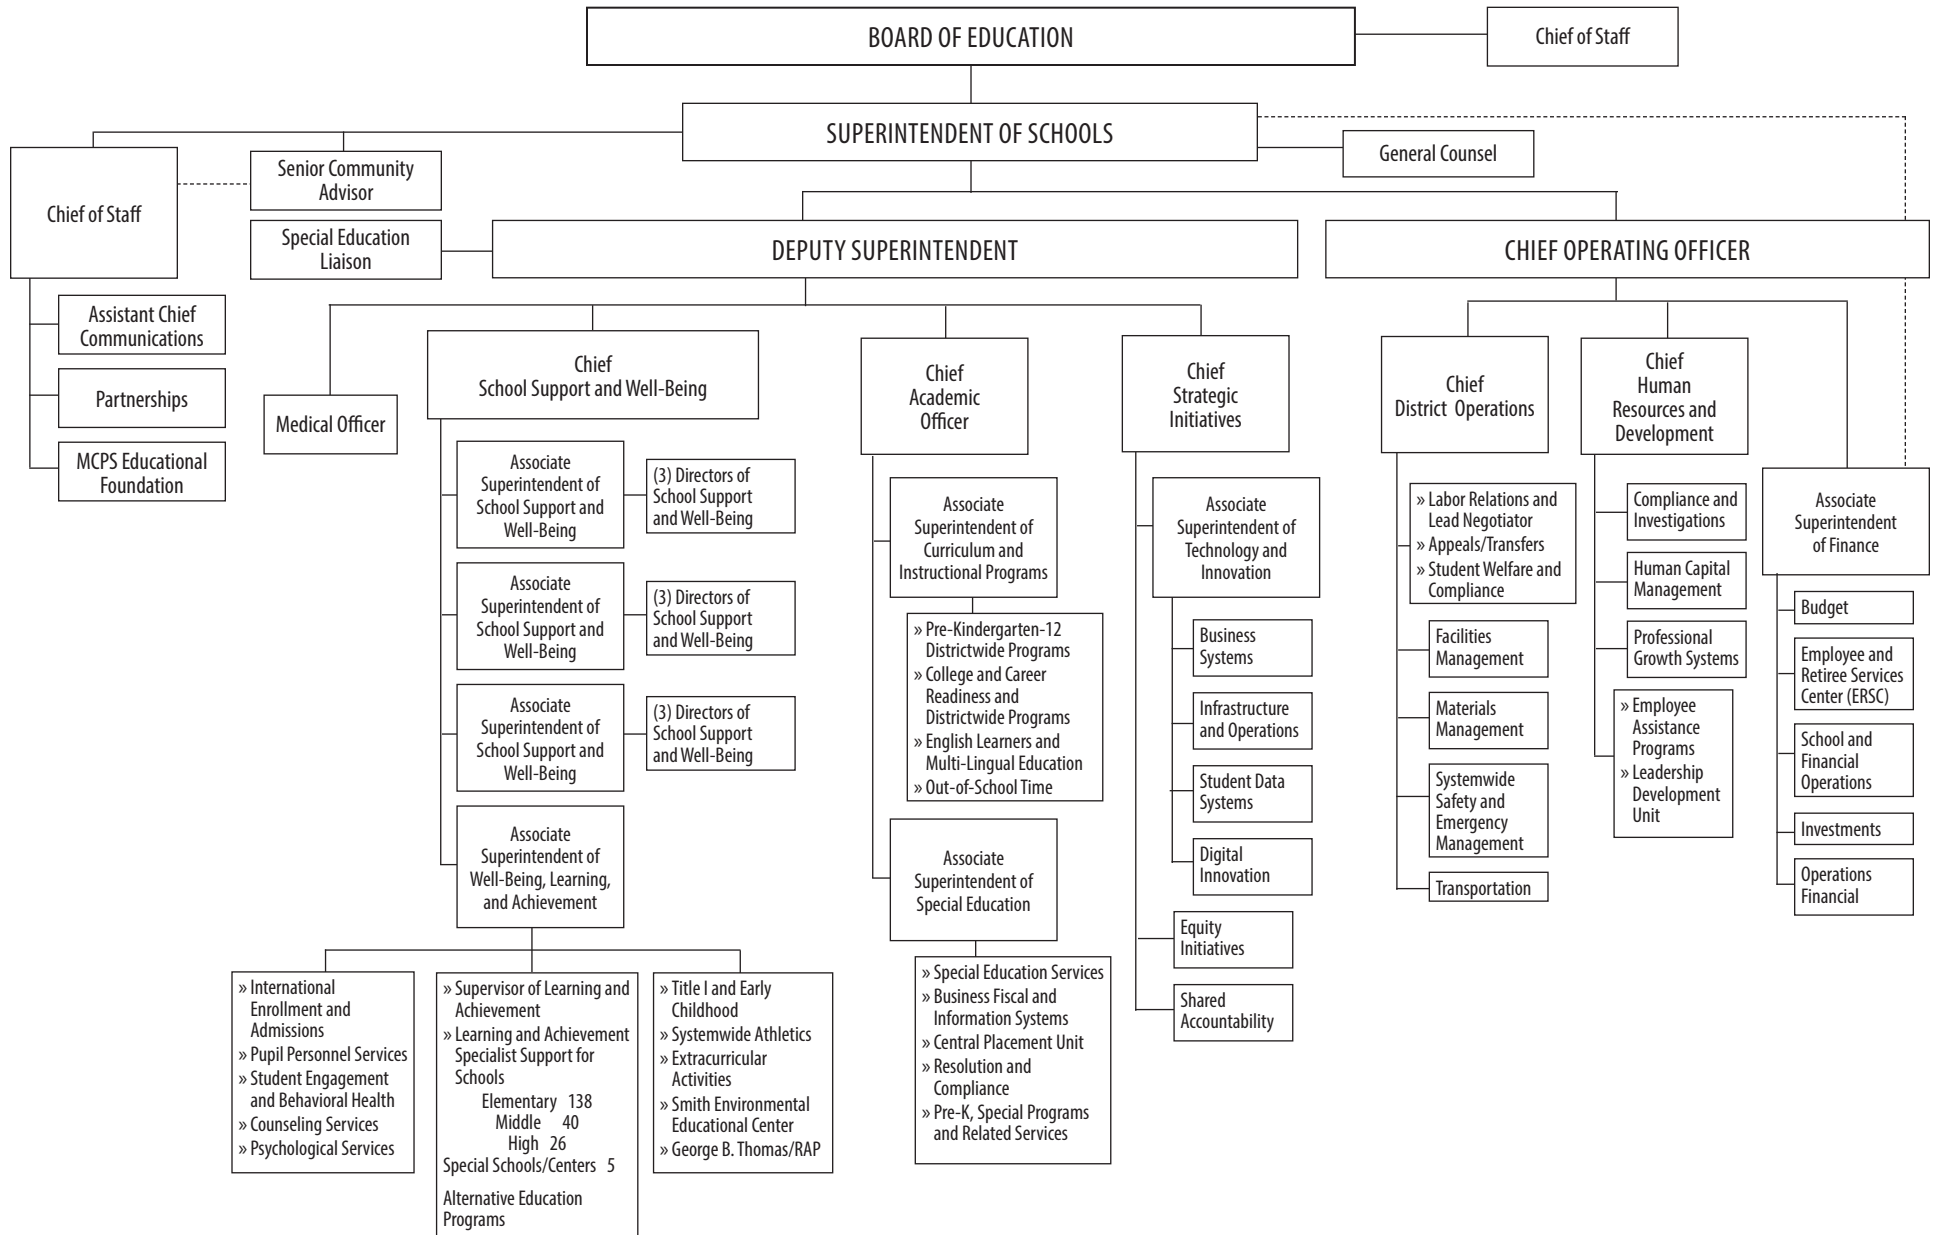 BOARD OF EDUCATION
Chief of Staff
SUPERINTENDENT OF SCHOOLS
General Counsel
Chief of Staff
Senior Community
Advisor
Special Education
Liaison
DEPUTY SUPERINTENDENT
CHIEF OPERATING OFFICER
Assistant Chief
Communications
Partnerships
MCPS Educational
Foundation
Medical Officer
Chief
School Support and Well-Being
Associate
Superintendent of
School Support and
Well-Being
(3) Directors of
School Support
and Well-Being
Associate
Superintendent of
School Support and
Well-Being
(3) Directors of
School Support
and Well-Being
Associate
Superintendent of
School Support and
Well-Being
(3) Directors of
School Support
and Well-Being
Associate
Superintendent of
Well-Being, Learning,
and Achievement
» International
Enrollment and
Admissions
» Pupil Personnel Services
» Student Engagement
and Behavioral Health
» Counseling Services
» Psychological Services
» Supervisor of Learning and
Achievement
» Learning and Achievement
Specialist Support for
Schools
Elementary 138
Middle 40
High 26
Special Schools/Centers 5
Alternative Education
Programs
» Title I and Early
Childhood
» Systemwide Athletics
» Extracurricular
Activities
» Smith Environmental
Educational Center
» George B. Thomas/RAP
Chief
Academic
Officer
Associate
Superintendent of
Curriculum and
Instructional Programs
» Pre-Kindergarten-12
Districtwide Programs
» College and Career
Readiness and
Districtwide Programs
» English Learners and
Multi-Lingual Education
» Out-of-School Time
Associate
Superintendent of
Special Education
» Special Education Services
» Business Fiscal and
Information Systems
» Central Placement Unit
» Resolution and
Compliance
» Pre-K, Special Programs
and Related Services
Chief
Strategic
Initiatives
Associate
Superintendent of
Technology and
Innovation
Business
Systems
Infrastructure
and Operations
Student Data
Systems
Digital
Innovation
Equity
Initiatives
Shared
Accountability
Chief
District Operations
» Labor Relations and
Lead Negotiator
» Appeals/Transfers
» Student Welfare and
Compliance
Facilities
Management
Materials
Management
Systemwide
Safety and
Emergency
Management
Transportation
Chief
Human
Resources and
Development
Compliance and
Investigations
Human Capital
Management
Professional
Growth Systems
» Employee
Assistance
Programs
» Leadership
Development
Unit
Associate
Superintendent
of Finance
Budget
Employee and
Retiree Services
Center (ERSC)
School and
Financial
Operations
Investments
Operations
Financial